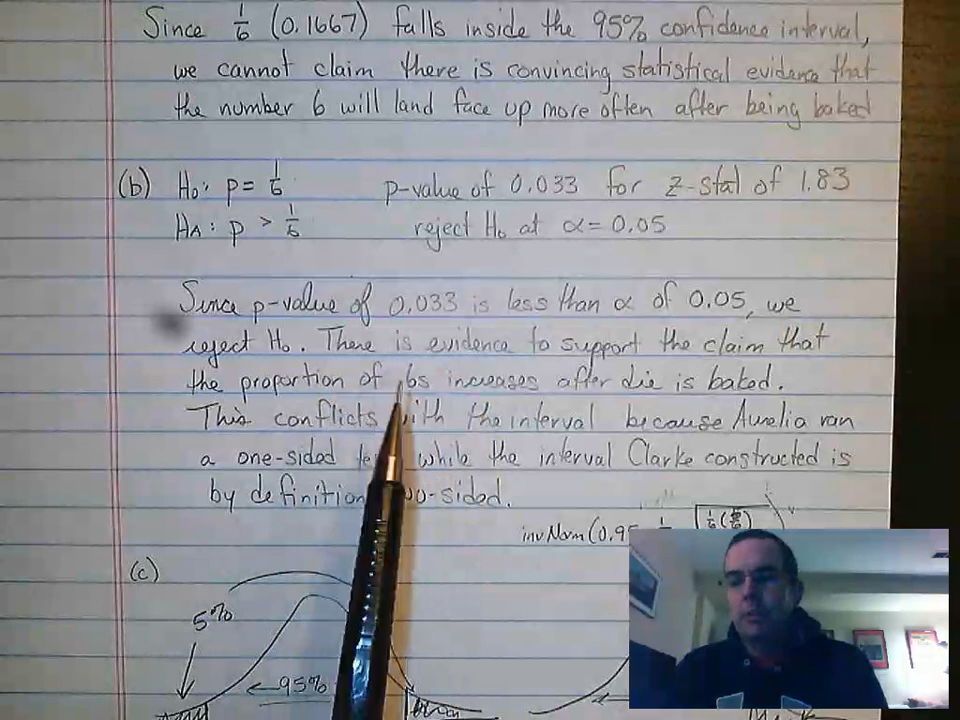 Since 1/6 (0.1667) falls inside the 95% confidence interval,
we cannot claim there is convincing statistical evidence that
the number 6 will land face up more often after being baked
(b) H₀: p = 1/6 p-value of 0.033 for z-stat of 1.83
Hᴀ: p > 1/6 reject H₀ at α = 0.05
Since p-value of 0.033 is less than α of 0.05, we
reject H₀. There is evidence to support the claim that
the proportion of 6s increases after die is baked.
This conflicts with the interval because Aurelia ran
a one-sided while the interval Clarke constructed is
by definition two-sided.
invNorm(0.95
(c)
5%
←95%